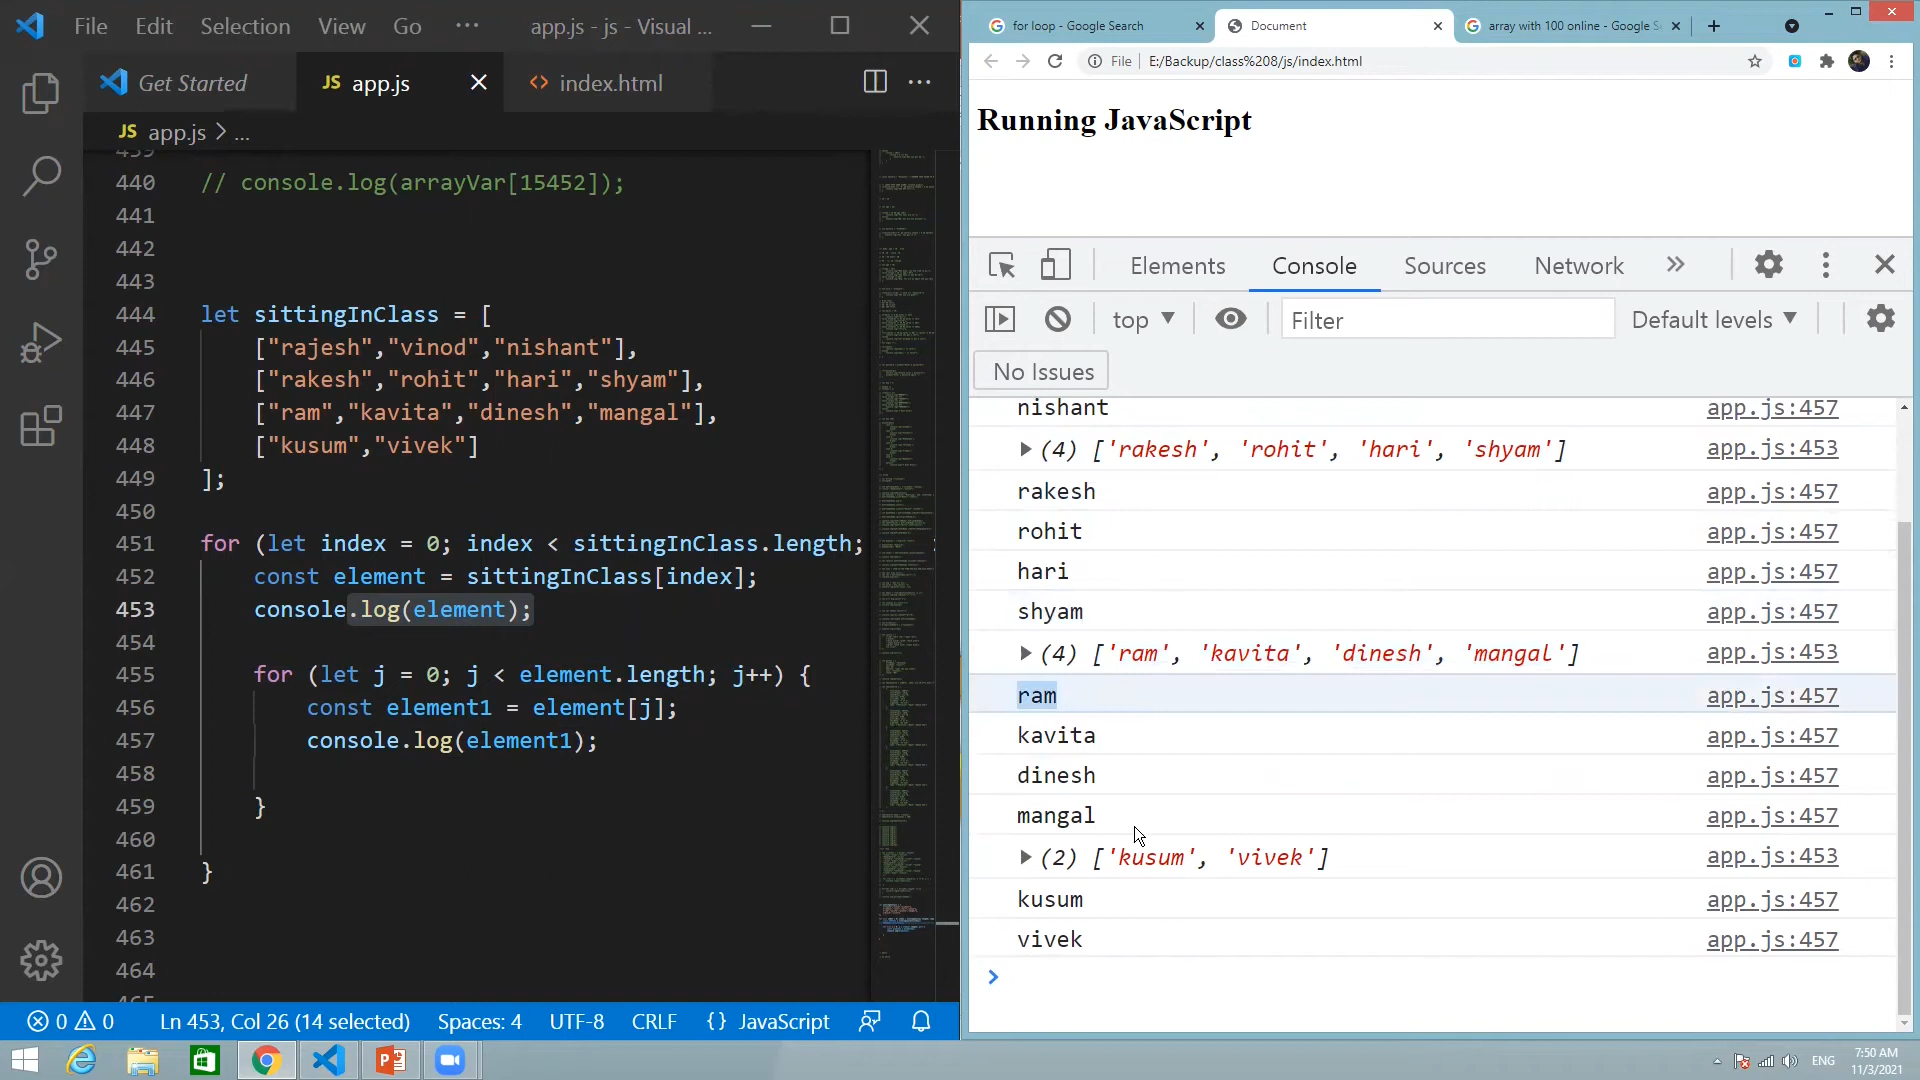 File Edit Selection View Go ··· app.js - js - Visual ...
Get Started
JS app.js
<> index.html
JS app.js > ...
439
440 // console.log(arrayVar[15452]);
441
442
443
444 let sittingInClass = [
445 ["rajesh","vinod","nishant"],
446 ["rakesh","rohit","hari","shyam"],
447 ["ram","kavita","dinesh","mangal"],
448 ["kusum","vivek"]
449 ];
450
451 for (let index = 0; index < sittingInClass.length;
452 const element = sittingInClass[index];
453 console.log(element);
454
455 for (let j = 0; j < element.length; j++) {
456 const element1 = element[j];
457 console.log(element1);
458
459 }
460
461 }
462
463
464
465
0 0 Ln 453, Col 26 (14 selected) Spaces: 4 UTF-8 CRLF {} JavaScript
for loop - Google Search
Document
array with 100 online - Google S
File | E:/Backup/class%208/js/index.html
Running JavaScript
Elements Console Sources Network »
top Filter Default levels
No Issues
nishant app.js:457
(4) ['rakesh', 'rohit', 'hari', 'shyam'] app.js:453
rakesh app.js:457
rohit app.js:457
hari app.js:457
shyam app.js:457
(4) ['ram', 'kavita', 'dinesh', 'mangal'] app.js:453
ram app.js:457
kavita app.js:457
dinesh app.js:457
mangal app.js:457
(2) ['kusum', 'vivek'] app.js:453
kusum app.js:457
vivek app.js:457
>
ENG
7:50 AM
11/3/2021